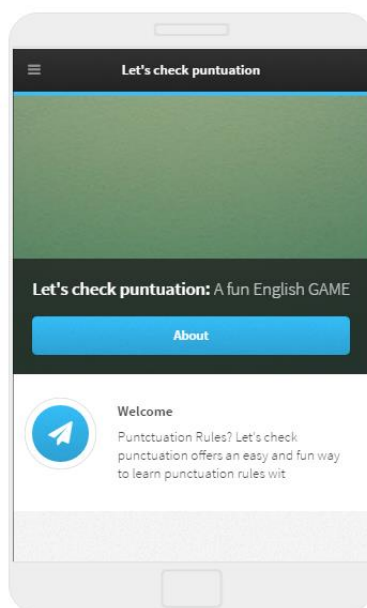 Let's check puntuation
Let's check puntuation: A fun English GAME
About
Welcome
Puntctuation Rules? Let's check
punctuation offers an easy and fun way
to learn punctuation rules wit